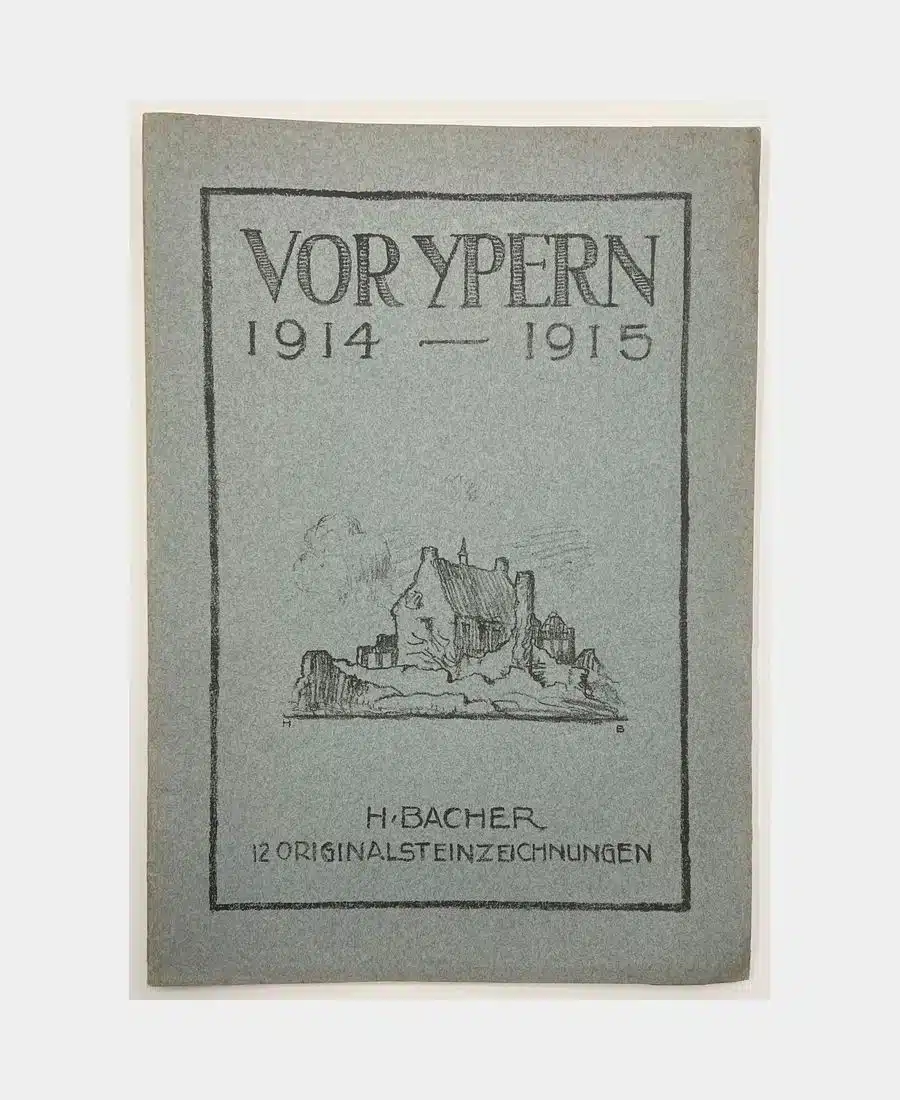 VOR YPERN
1914 — 1915
H. B
H. BACHER
12 ORIGINALSTEINZEICHNUNGEN